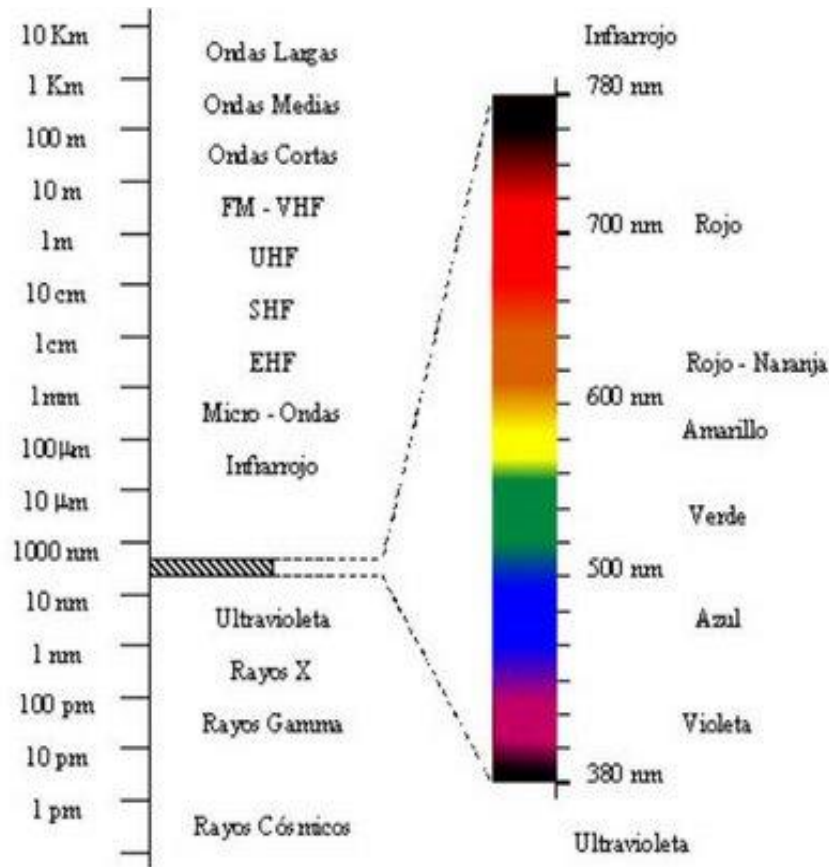 10 Km
Ondas Largas
1 Km
Ondas Medias
100 m
Ondas Cortas
10 m
FM - VHF
1m
UHF
10 cm
SHF
1cm
EHF
1mm
Micro - Ondas
100µm
Infrarrojo
10 µm
1000 nm
10 nm
Ultravioleta
1 nm
Rayos X
100 pm
Rayos Gamma
10 pm
1 pm
Rayos Cósmicos
Infrarrojo
780 nm
700 nm Rojo
Rojo - Naranja
600 nm
Amarillo
Verde
500 nm
Azul
Violeta
380 nm
Ultravioleta